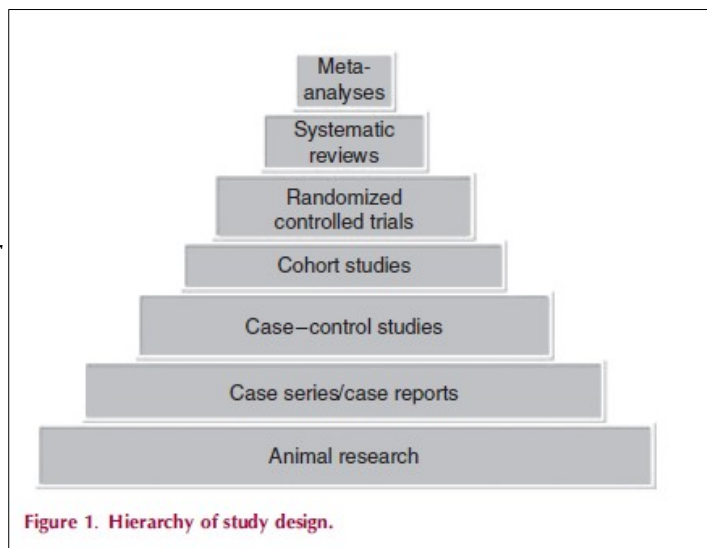 Meta-
analyses
Systematic
reviews
Randomized
controlled trials
Cohort studies
Case–control studies
Case series/case reports
Animal research
Figure 1. Hierarchy of study design.